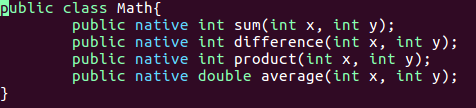 public class Math{
        public native int sum(int x, int y);
        public native int difference(int x, int y);
        public native int product(int x, int y);
        public native double average(int x, int y);
}